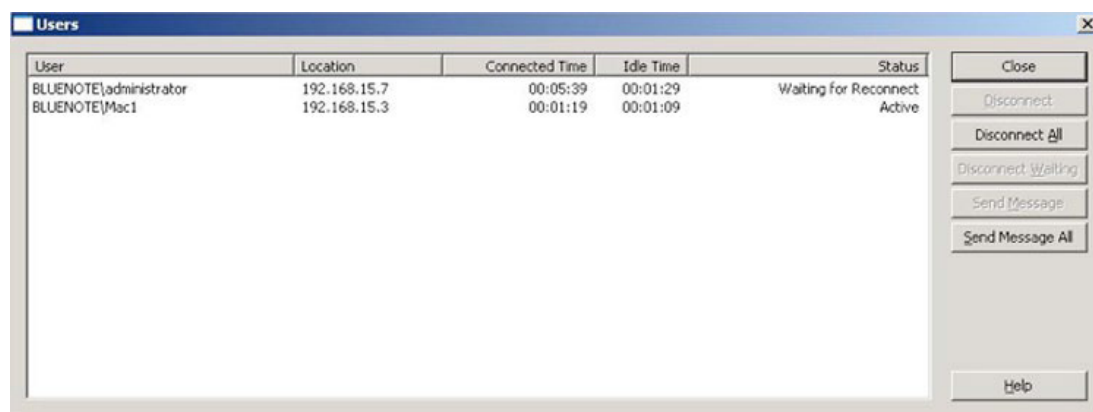 Users
User Location Connected Time Idle Time Status
BLUENOTE\administrator 192.168.15.7 00:05:39 00:01:29 Waiting for Reconnect
BLUENOTE\Mac1 192.168.15.3 00:01:19 00:01:09 Active
Close
Disconnect
Disconnect All
Disconnect Waiting
Send Message
Send Message All
Help